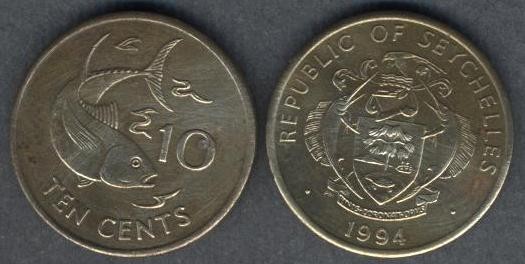 10
TEN CENTS
REPUBLIC OF SEYCHELLES
1994